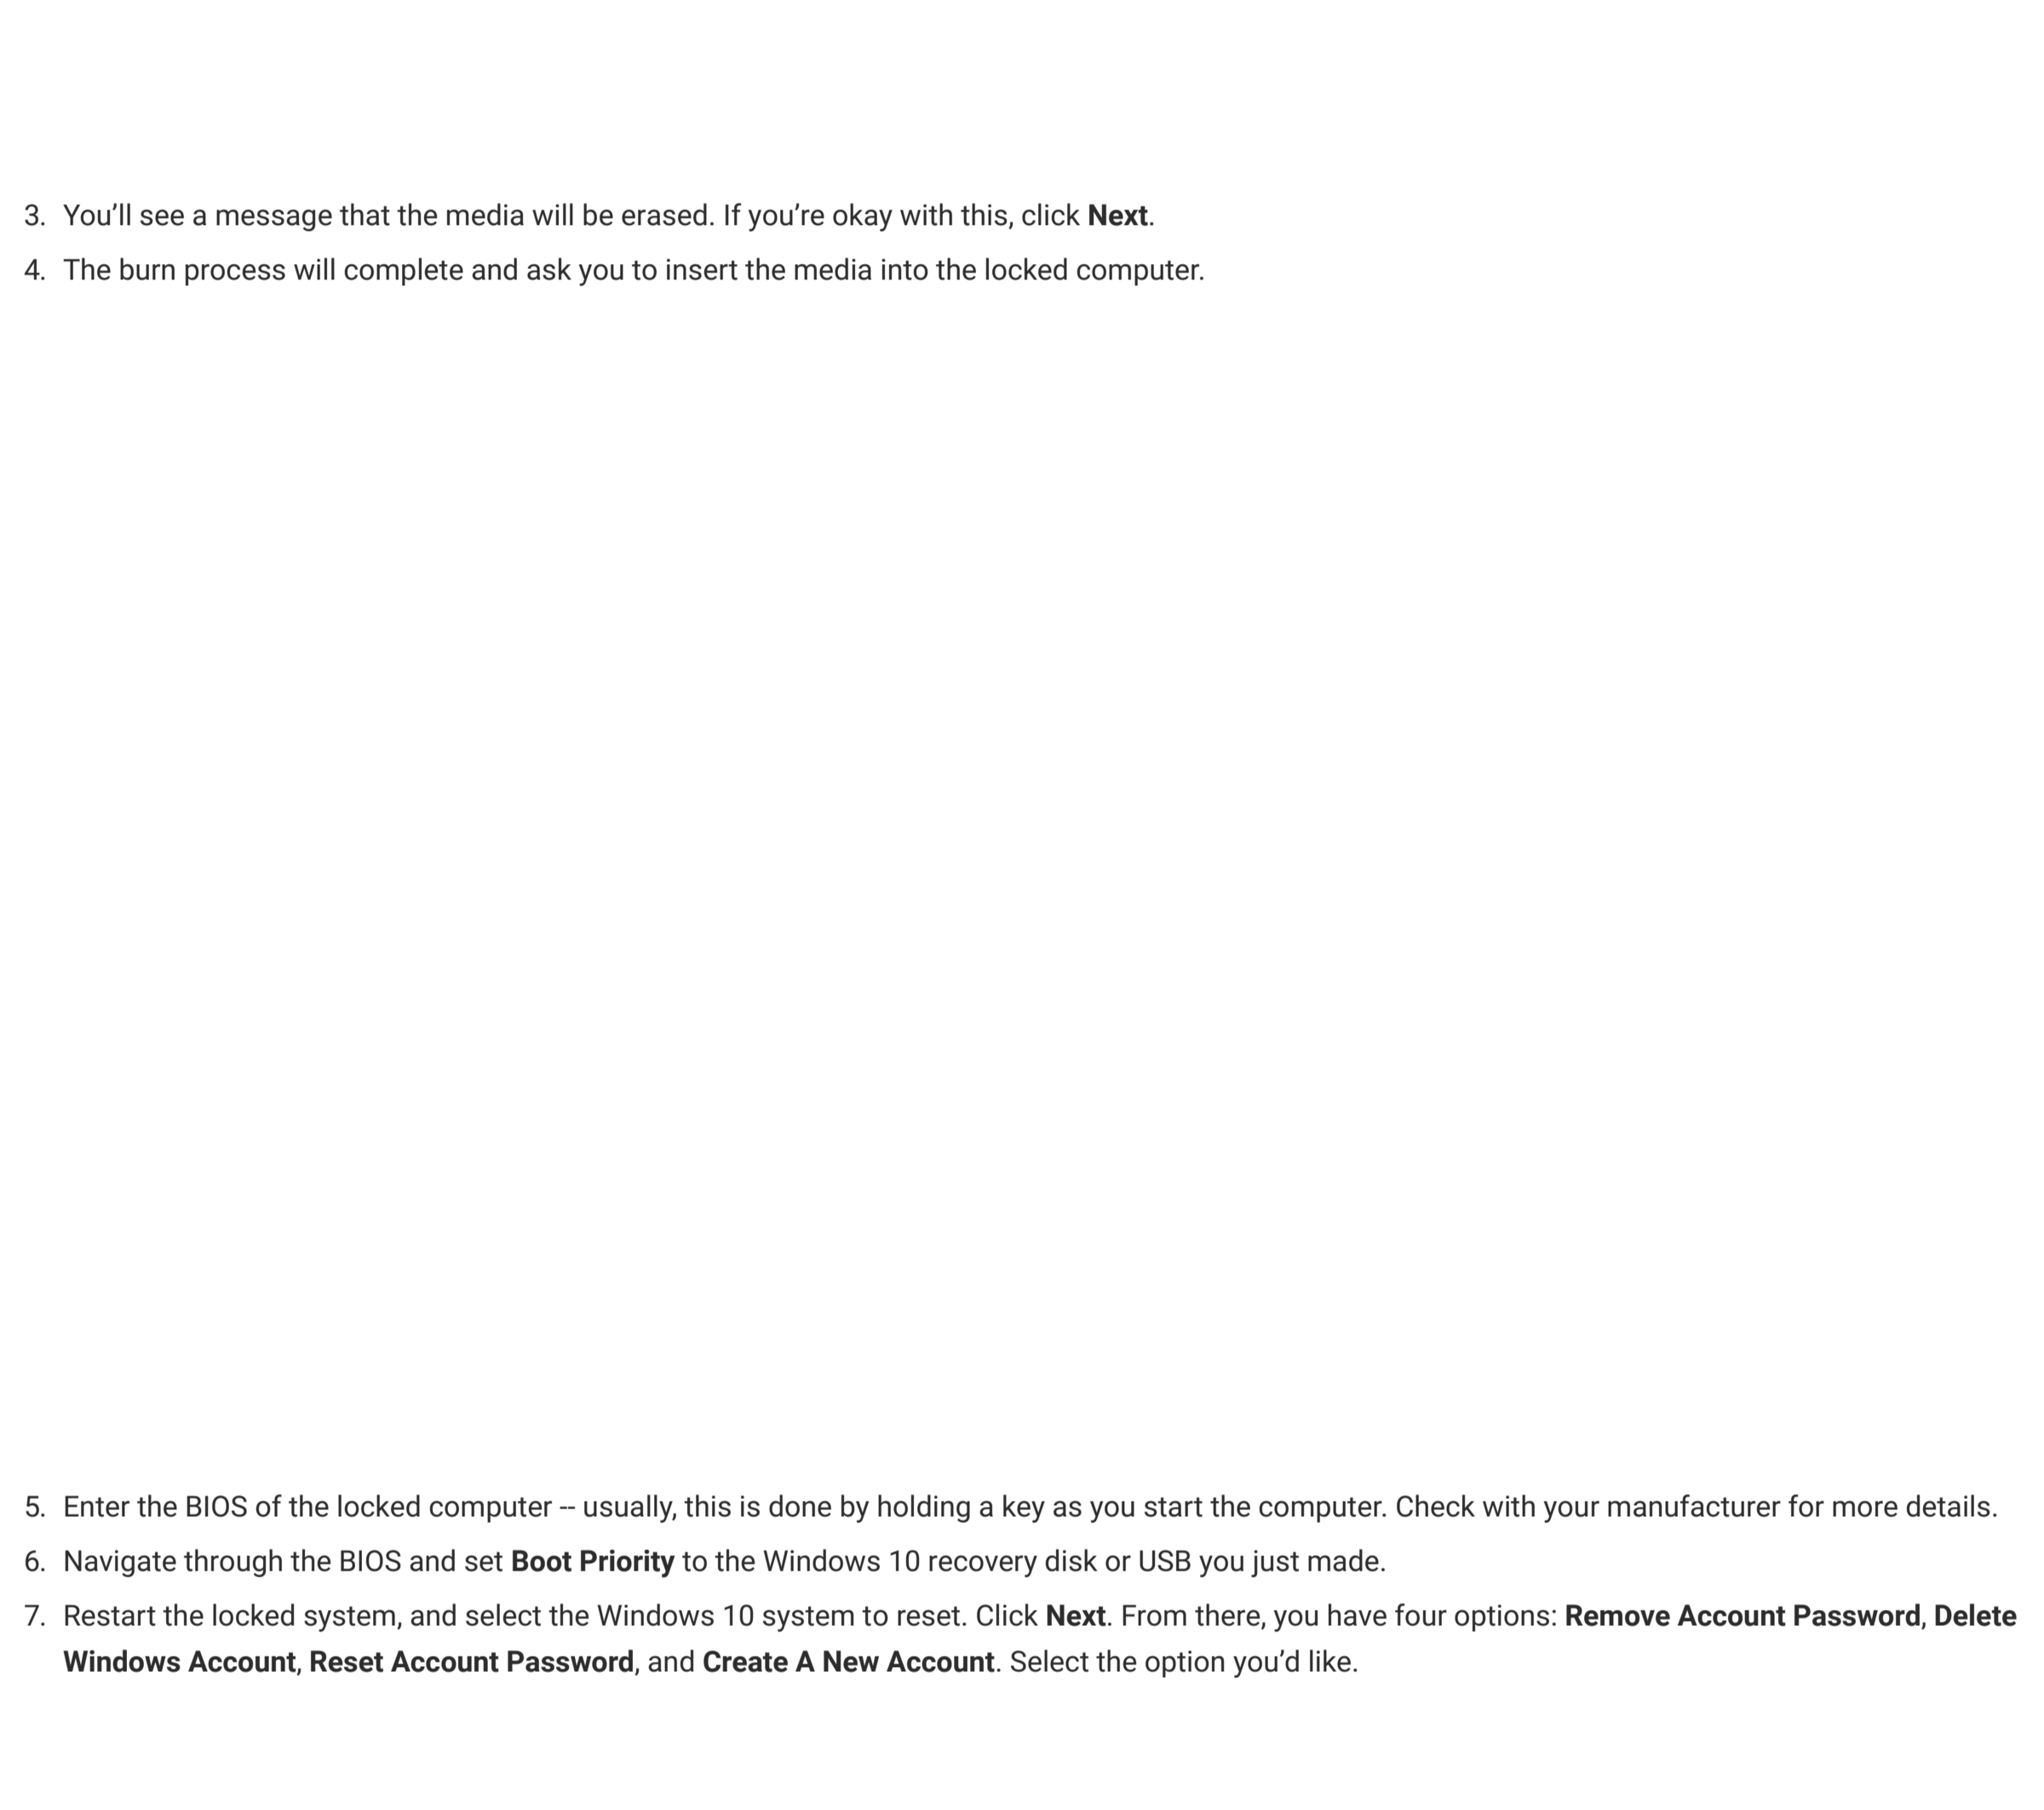 3. You’ll see a message that the media will be erased. If you’re okay with this, click Next.
4. The burn process will complete and ask you to insert the media into the locked computer.
5. Enter the BIOS of the locked computer -- usually, this is done by holding a key as you start the computer. Check with your manufacturer for more details.
6. Navigate through the BIOS and set Boot Priority to the Windows 10 recovery disk or USB you just made.
7. Restart the locked system, and select the Windows 10 system to reset. Click Next. From there, you have four options: Remove Account Password, Delete
Windows Account, Reset Account Password, and Create A New Account. Select the option you’d like.